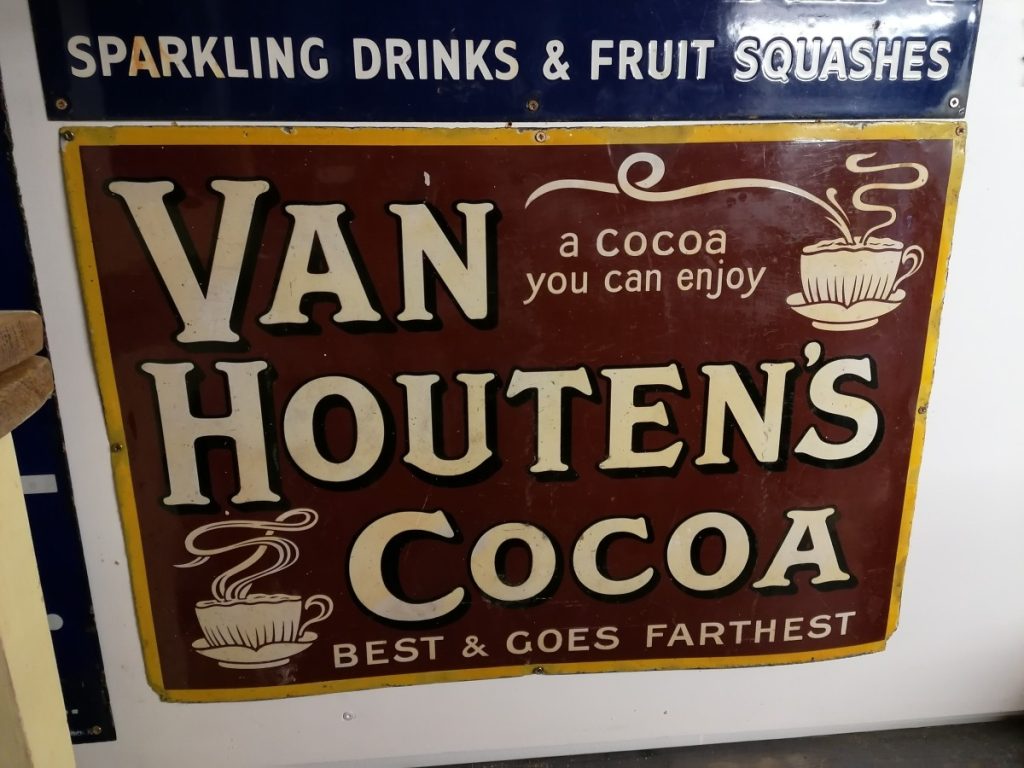 SPARKLING DRINKS & FRUIT SQUASHES
VAN
a cocoa
you can enjoy
HOUTEN'S
COCOA
BEST & GOES FARTHEST